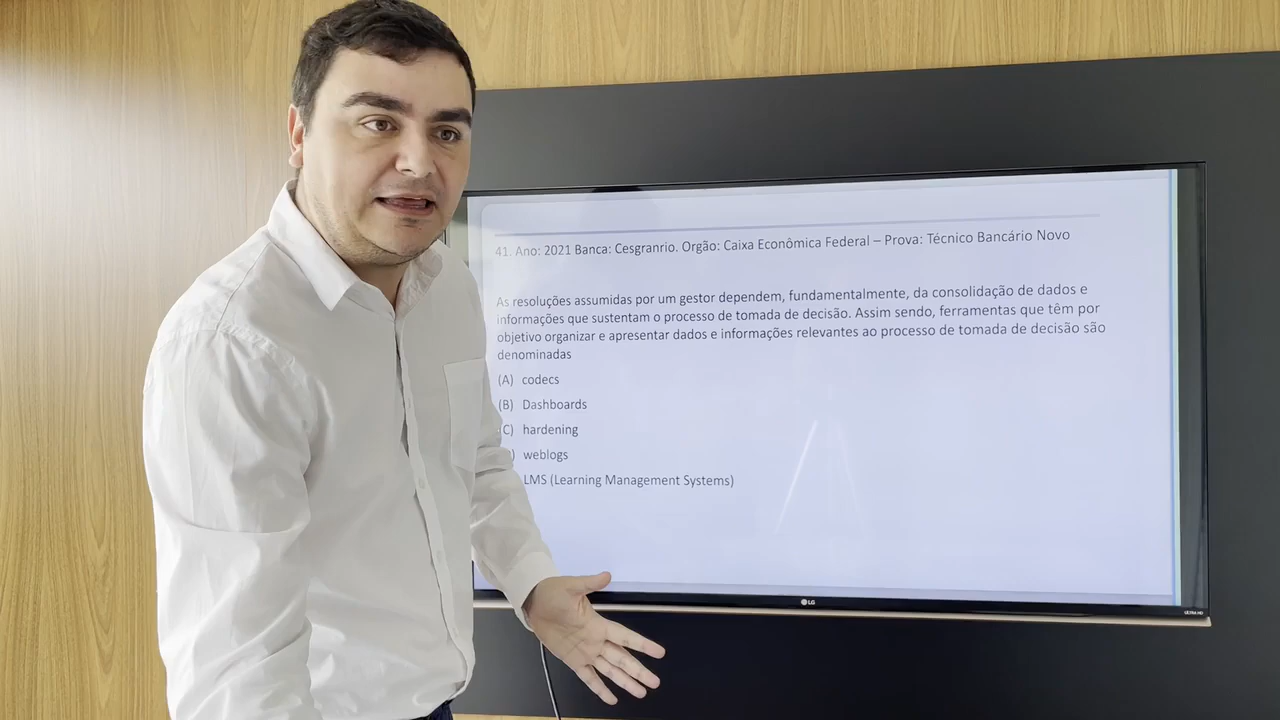 41. Ano: 2021 Banca: Cesgranrio. Orgão: Caixa Econômica Federal – Prova: Técnico Bancário Novo
As resoluções assumidas por um gestor dependem, fundamentalmente, da consolidação de dados e
informações que sustentam o processo de tomada de decisão. Assim sendo, ferramentas que têm por
objetivo organizar e apresentar dados e informações relevantes ao processo de tomada de decisão são
denominadas
(A) codecs
(B) Dashboards
C) hardening
) weblogs
LMS (Learning Management Systems)
LG
ULTRA HD